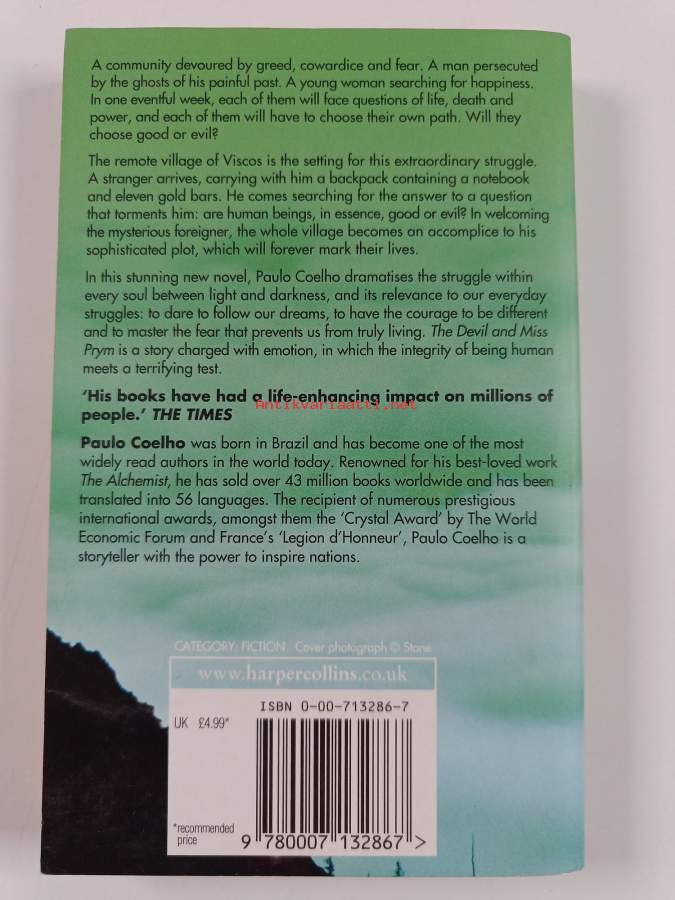 A community devoured by greed, cowardice and fear. A man persecuted
by the ghosts of his painful past. A young woman searching for happiness.
In one eventful week, each of them will face questions of life, death and
power, and each of them will have to choose their own path. Will they
choose good or evil?
The remote village of Viscos is the setting for this extraordinary struggle.
A stranger arrives, carrying with him a backpack containing a notebook
and eleven gold bars. He comes searching for the answer to a question
that torments him: are human beings, in essence, good or evil? In welcoming
the mysterious foreigner, the whole village becomes an accomplice to his
sophisticated plot, which will forever mark their lives.
In this stunning new novel, Paulo Coelho dramatises the struggle within
every soul between light and darkness, and its relevance to our everyday
struggles: to dare to follow our dreams, to have the courage to be different
and to master the fear that prevents us from truly living. The Devil and Miss
Prym is a story charged with emotion, in which the integrity of being human
meets a terrifying test.
‘His books have had a life-enhancing impact on millions of
Antikvariaatti.net
people.’ THE TIMES
Paulo Coelho was born in Brazil and has become one of the most
widely read authors in the world today. Renowned for his best-loved work
The Alchemist, he has sold over 43 million books worldwide and has been
translated into 56 languages. The recipient of numerous prestigious
international awards, amongst them the ‘Crystal Award’ by The World
Economic Forum and France’s ‘Legion d’Honneur’, Paulo Coelho is a
storyteller with the power to inspire nations.
CATEGORY: FICTION Cover photograph © Stone
www.harpercollins.co.uk
ISBN 0-00-713286-7
UK £4.99*
*recommended
price
9 780007 132867 >